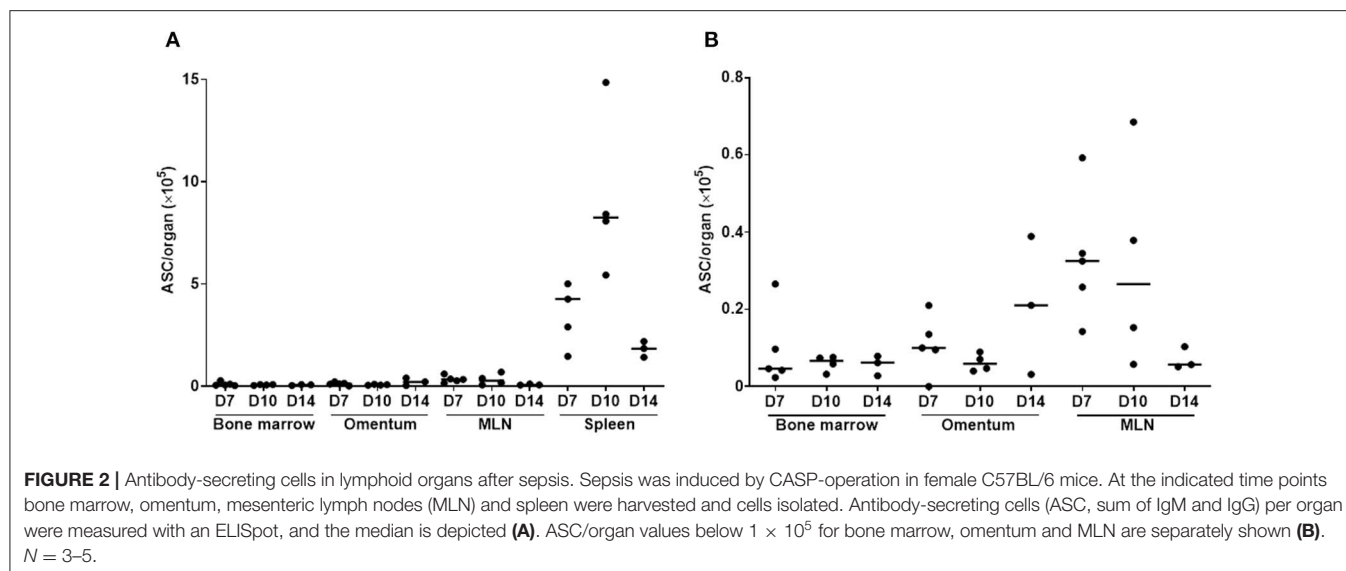 A
ASC/organ (×10⁵)
15
10
5
0
D7 D10 D14 D7 D10 D14 D7 D10 D14 D7 D10 D14
Bone marrow Omentum MLN Spleen
B
ASC/organ (×10⁵)
0.8
0.6
0.4
0.2
0
D7 D10 D14 D7 D10 D14 D7 D10 D14
Bone marrow Omentum MLN
FIGURE 2 | Antibody-secreting cells in lymphoid organs after sepsis. Sepsis was induced by CASP-operation in female C57BL/6 mice. At the indicated time points
bone marrow, omentum, mesenteric lymph nodes (MLN) and spleen were harvested and cells isolated. Antibody-secreting cells (ASC, sum of IgM and IgG) per organ
were measured with an ELISpot, and the median is depicted (A). ASC/organ values below 1 × 10⁵ for bone marrow, omentum and MLN are separately shown (B).
N = 3–5.